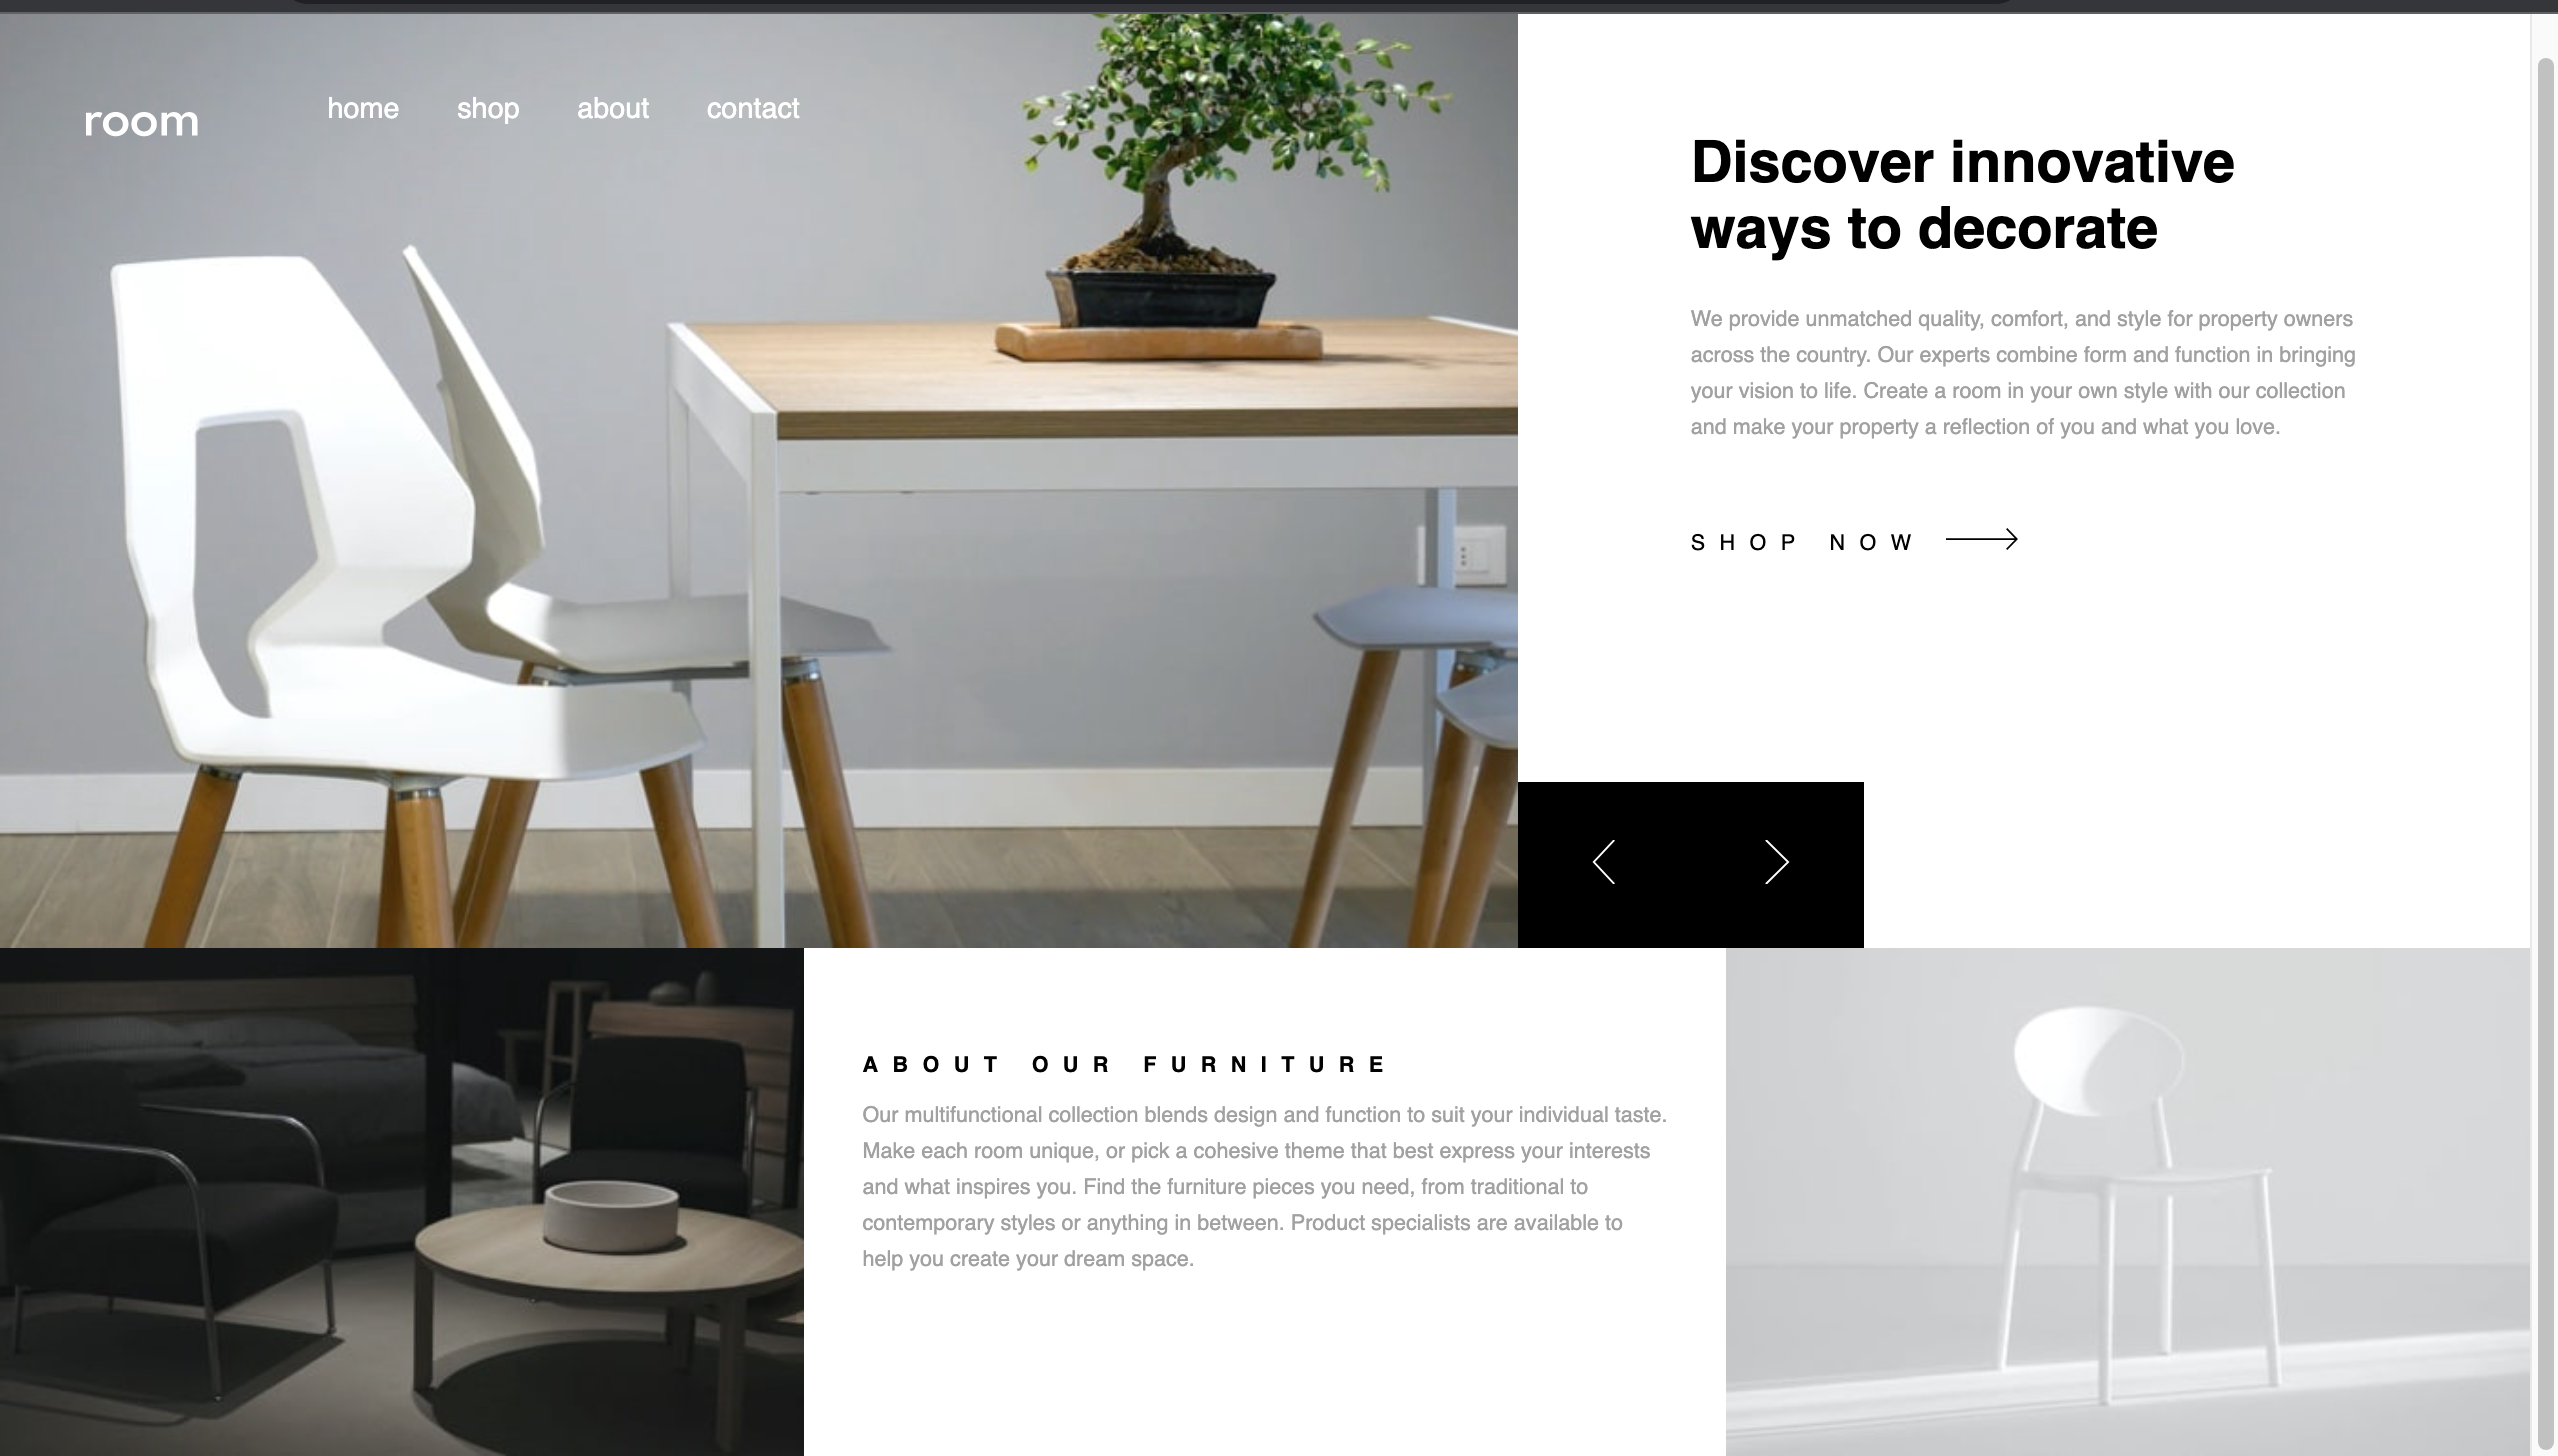 room
home shop about contact
Discover innovative
ways to decorate
We provide unmatched quality, comfort, and style for property owners
across the country. Our experts combine form and function in bringing
your vision to life. Create a room in your own style with our collection
and make your property a reflection of you and what you love.
SHOP NOW
ABOUT OUR FURNITURE
Our multifunctional collection blends design and function to suit your individual taste.
Make each room unique, or pick a cohesive theme that best express your interests
and what inspires you. Find the furniture pieces you need, from traditional to
contemporary styles or anything in between. Product specialists are available to
help you create your dream space.